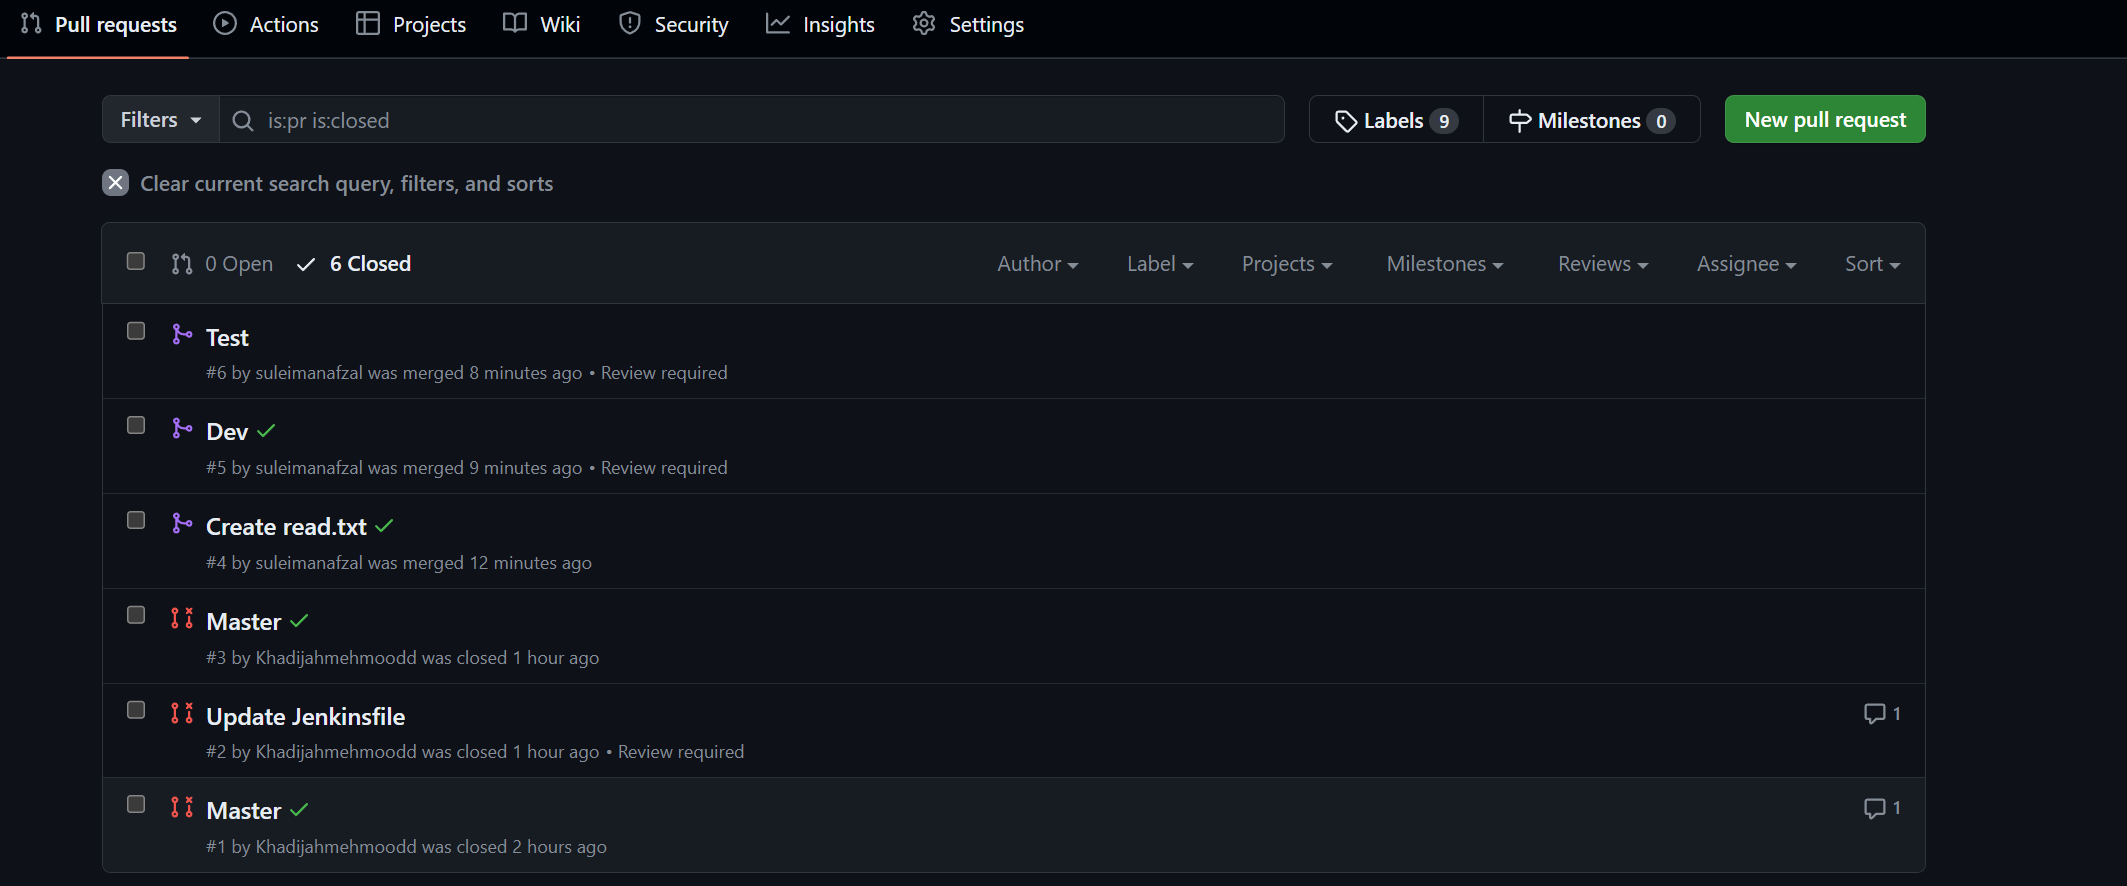 Pull requests Actions Projects Wiki Security Insights Settings
Filters is:pr is:closed Labels 9 Milestones 0 New pull request
Clear current search query, filters, and sorts
0 Open 6 Closed Author Label Projects Milestones Reviews Assignee Sort
Test
#6 by suleimanafzal was merged 8 minutes ago • Review required
Dev
#5 by suleimanafzal was merged 9 minutes ago • Review required
Create read.txt
#4 by suleimanafzal was merged 12 minutes ago
Master
#3 by Khadijahmehmoodd was closed 1 hour ago
Update Jenkinsfile 1
#2 by Khadijahmehmoodd was closed 1 hour ago • Review required
Master 1
#1 by Khadijahmehmoodd was closed 2 hours ago